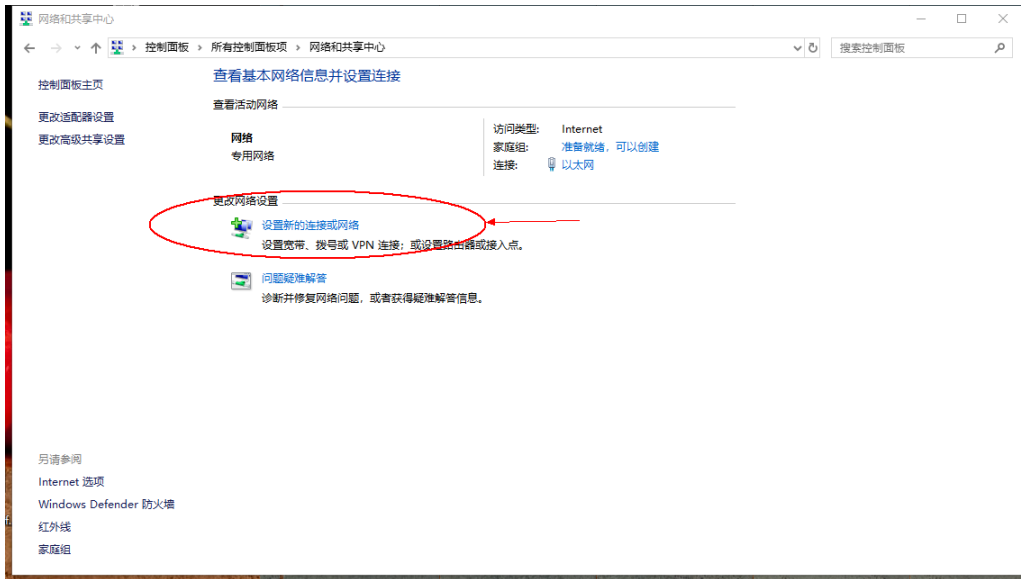 网络和共享中心
控制面板 › 所有控制面板项 › 网络和共享中心
搜索控制面板
控制面板主页
更改适配器设置
更改高级共享设置
查看基本网络信息并设置连接
查看活动网络
网络
专用网络
访问类型: Internet
家庭组: 准备就绪，可以创建
连接: 以太网
更改网络设置
设置新的连接或网络
设置宽带、拨号或 VPN 连接；或设置路由器或接入点。
问题疑难解答
诊断并修复网络问题，或者获得疑难解答信息。
另请参阅
Internet 选项
Windows Defender 防火墙
红外线
家庭组